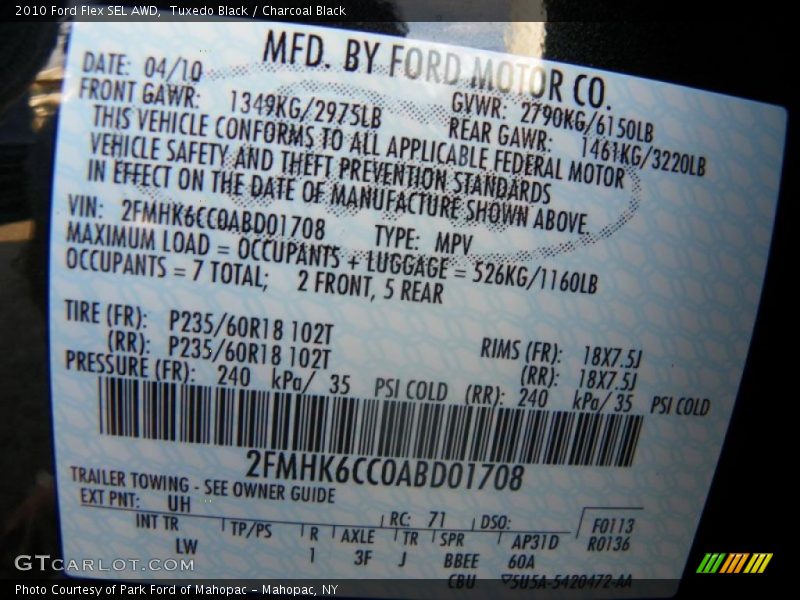 2010 Ford Flex SEL AWD, Tuxedo Black / Charcoal Black
MFD. BY FORD MOTOR CO.
DATE: 04/10 GVWR: 2790KG/6150LB
FRONT GAWR: 1349KG/2975LB REAR GAWR: 1461KG/3220LB
THIS VEHICLE CONFORMS TO ALL APPLICABLE FEDERAL MOTOR
VEHICLE SAFETY AND THEFT PREVENTION STANDARDS
IN EFFECT ON THE DATE OF MANUFACTURE SHOWN ABOVE.
VIN: 2FMHK6CC0ABD01708 TYPE: MPV
MAXIMUM LOAD = OCCUPANTS + LUGGAGE = 526KG/1160LB
OCCUPANTS = 7 TOTAL; 2 FRONT, 5 REAR
TIRE (FR): P235/60R18 102T RIMS (FR): 18X7.5J
(RR): P235/60R18 102T (RR): 18X7.5J
PRESSURE (FR): 240 kPa/ 35 PSI COLD (RR): 240 kPa/ 35 PSI COLD
2FMHK6CC0ABD01708
TRAILER TOWING - SEE OWNER GUIDE
EXT PNT: UH RC: 71 DSO: F0113
INT TR TP/PS R AXLE TR SPR AP31D R0136
LW 1 3F J BBEE 60A
CBU 5U5A-5420472-AA
GTCarLot.com
Photo Courtesy of Park Ford of Mahopac – Mahopac, NY